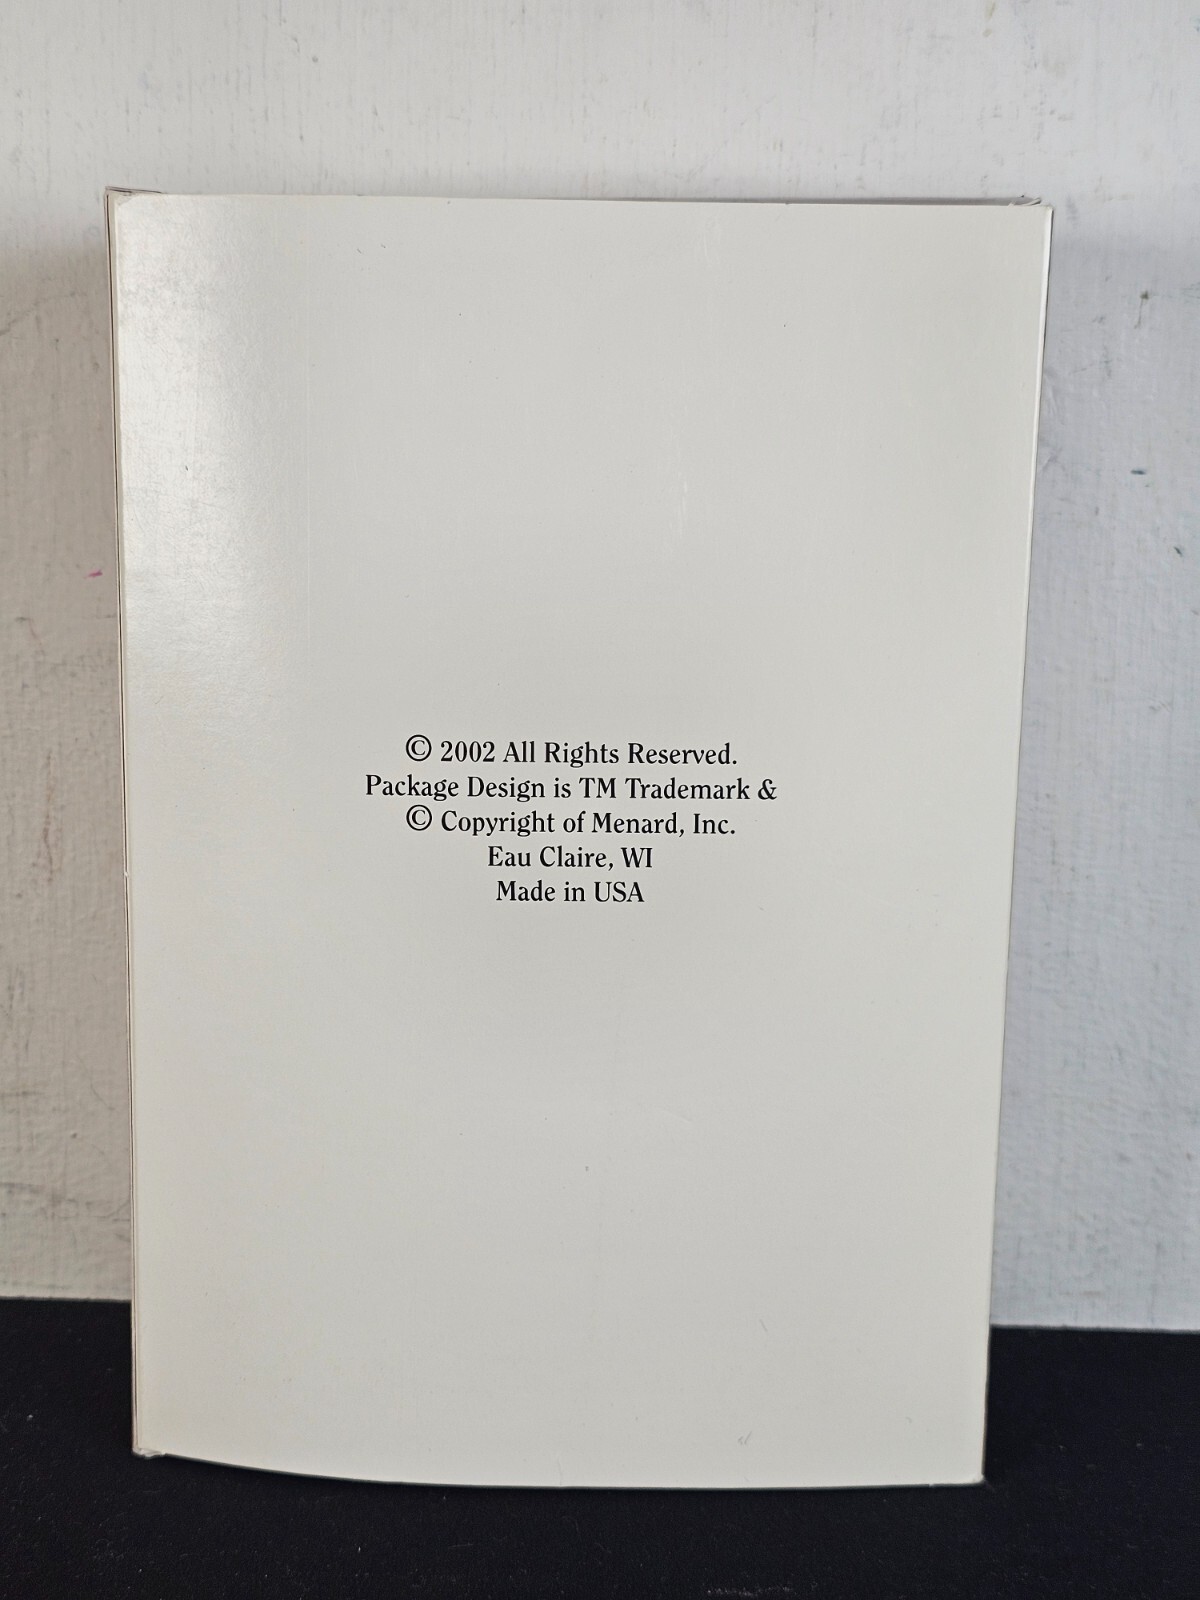 © 2002 All Rights Reserved.
Package Design is TM Trademark &
© Copyright of Menard, Inc.
Eau Claire, WI
Made in USA